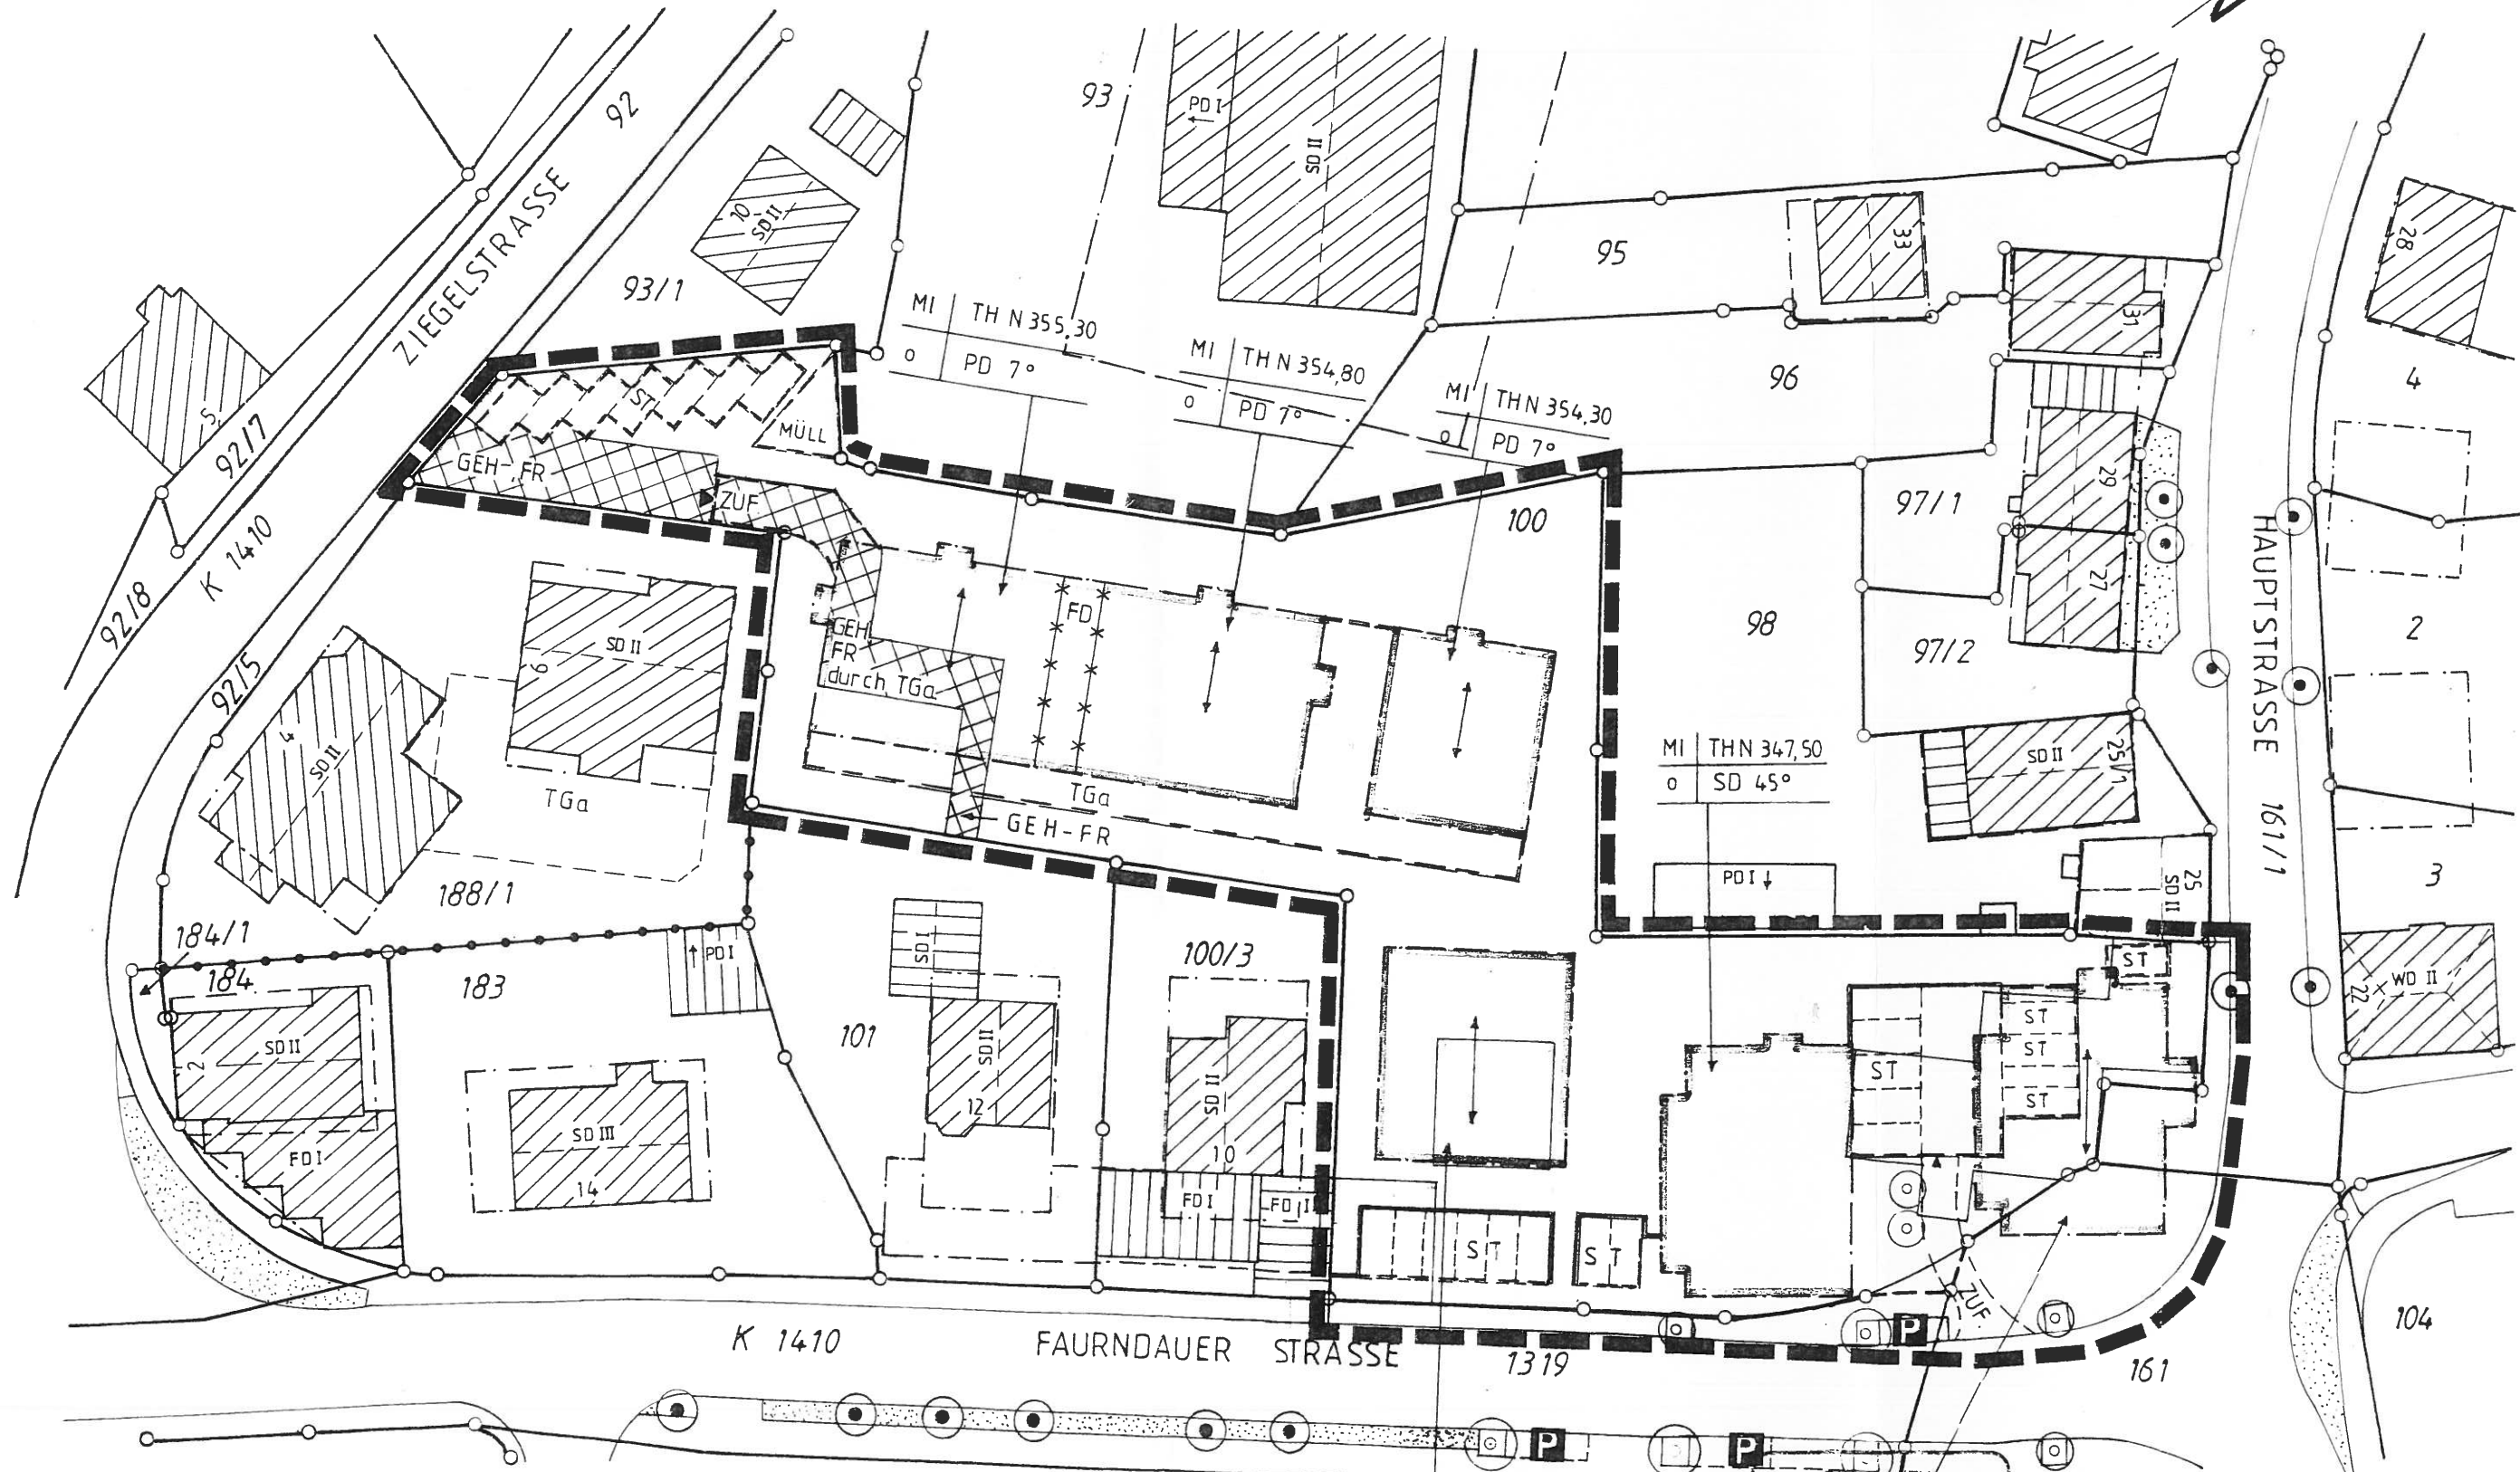 92
93
PD I
SD II
ZIEGELSTRASSE
10
SD II
93/1
95
33
31
28
4
MI TH N 355,30
o PD 7°
MI TH N 354,80
o PD 7°
MI TH N 354,30
o PD 7°
96
5
92/7
K 1410
92/8
92/5
ST
MÜLL
GEH-FR
ZUF
100
97/1
29
27
HAUPTSTRASSE
161/1
2
3
98
97/2
SD II
6
FD
GEH
FR
durch TGa
4
SD II
TGa
TGa
GEH-FR
MI TH N 347,50
o SD 45°
SD II
25/1
PD I
25
SD II
188/1
184/1
184
183
PD I
SD I
100/3
101
ST
WD II
22
SD II
2
FD I
SD III
14
SD II
12
SD II
10
FD I
FD I
ST
ST
ST
ST
ST
ST
ZUF
104
K 1410
FAURNDAUER STRASSE
1319
P
161
P
P